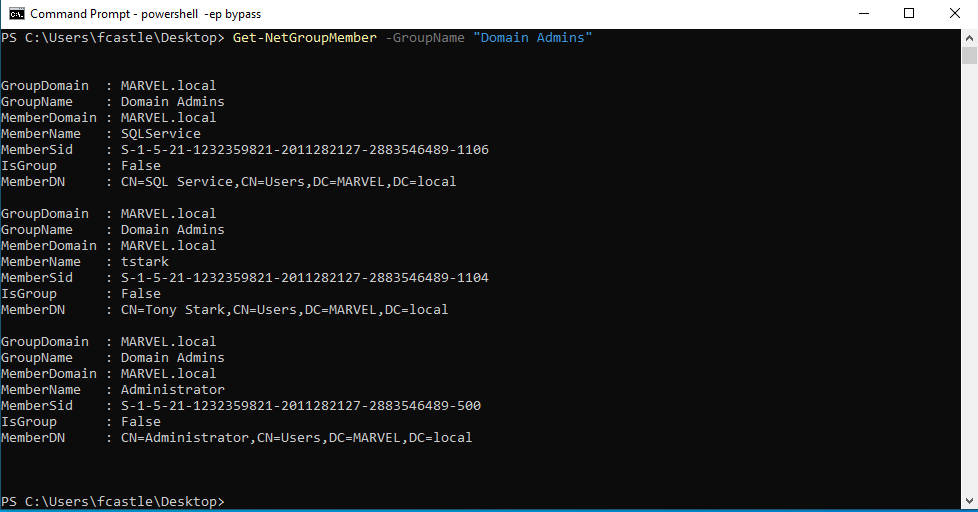 Command Prompt - powershell -ep bypass
PS C:\Users\fcastle\Desktop> Get-NetGroupMember -GroupName "Domain Admins"
GroupDomain : MARVEL.local
GroupName : Domain Admins
MemberDomain : MARVEL.local
MemberName : SQLService
MemberSid : S-1-5-21-1232359821-2011282127-2883546489-1106
IsGroup : False
MemberDN : CN=SQL Service,CN=Users,DC=MARVEL,DC=local
GroupDomain : MARVEL.local
GroupName : Domain Admins
MemberDomain : MARVEL.local
MemberName : tstark
MemberSid : S-1-5-21-1232359821-2011282127-2883546489-1104
IsGroup : False
MemberDN : CN=Tony Stark,CN=Users,DC=MARVEL,DC=local
GroupDomain : MARVEL.local
GroupName : Domain Admins
MemberDomain : MARVEL.local
MemberName : Administrator
MemberSid : S-1-5-21-1232359821-2011282127-2883546489-500
IsGroup : False
MemberDN : CN=Administrator,CN=Users,DC=MARVEL,DC=local
PS C:\Users\fcastle\Desktop>